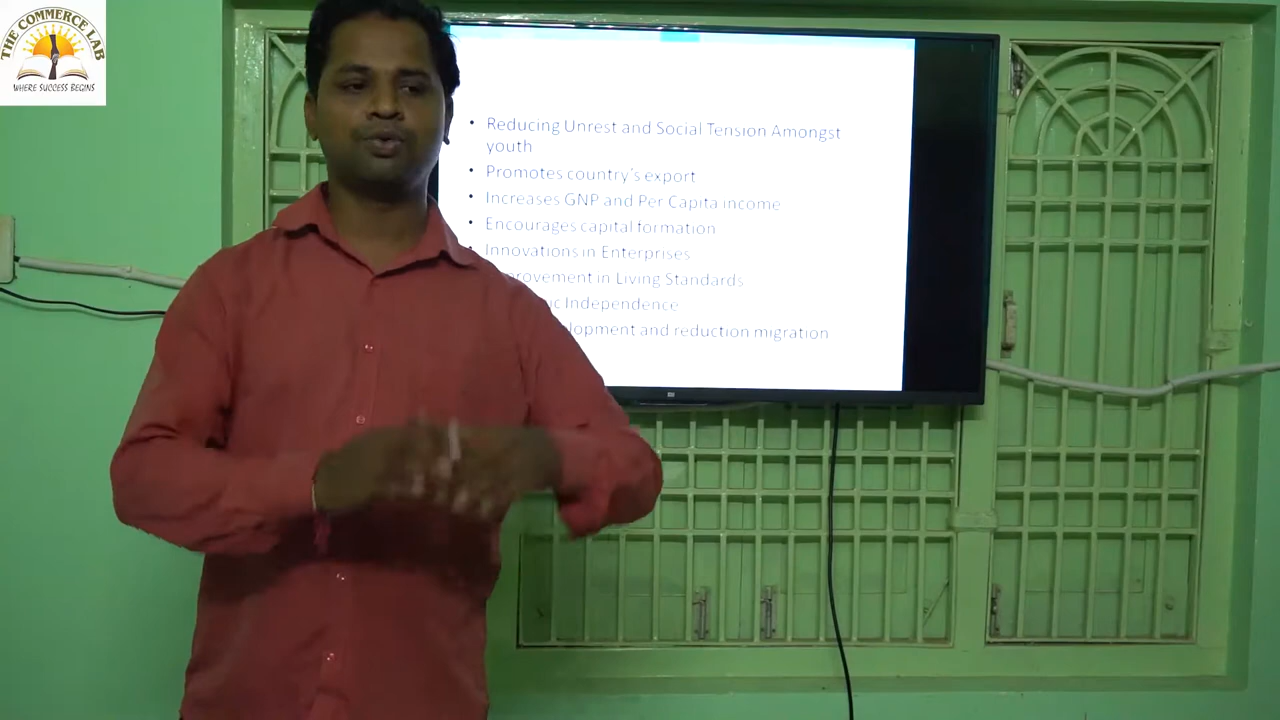 THE COMMERCE LAB
WHERE SUCCESS BEGINS
• Reducing Unrest and Social Tension Amongst
youth
• Promotes country's export
• Increases GNP and Per Capita income
• Encourages capital formation
• Innovations in Enterprises
provement in Living Standards
ic Independence
lopment and reduction migration